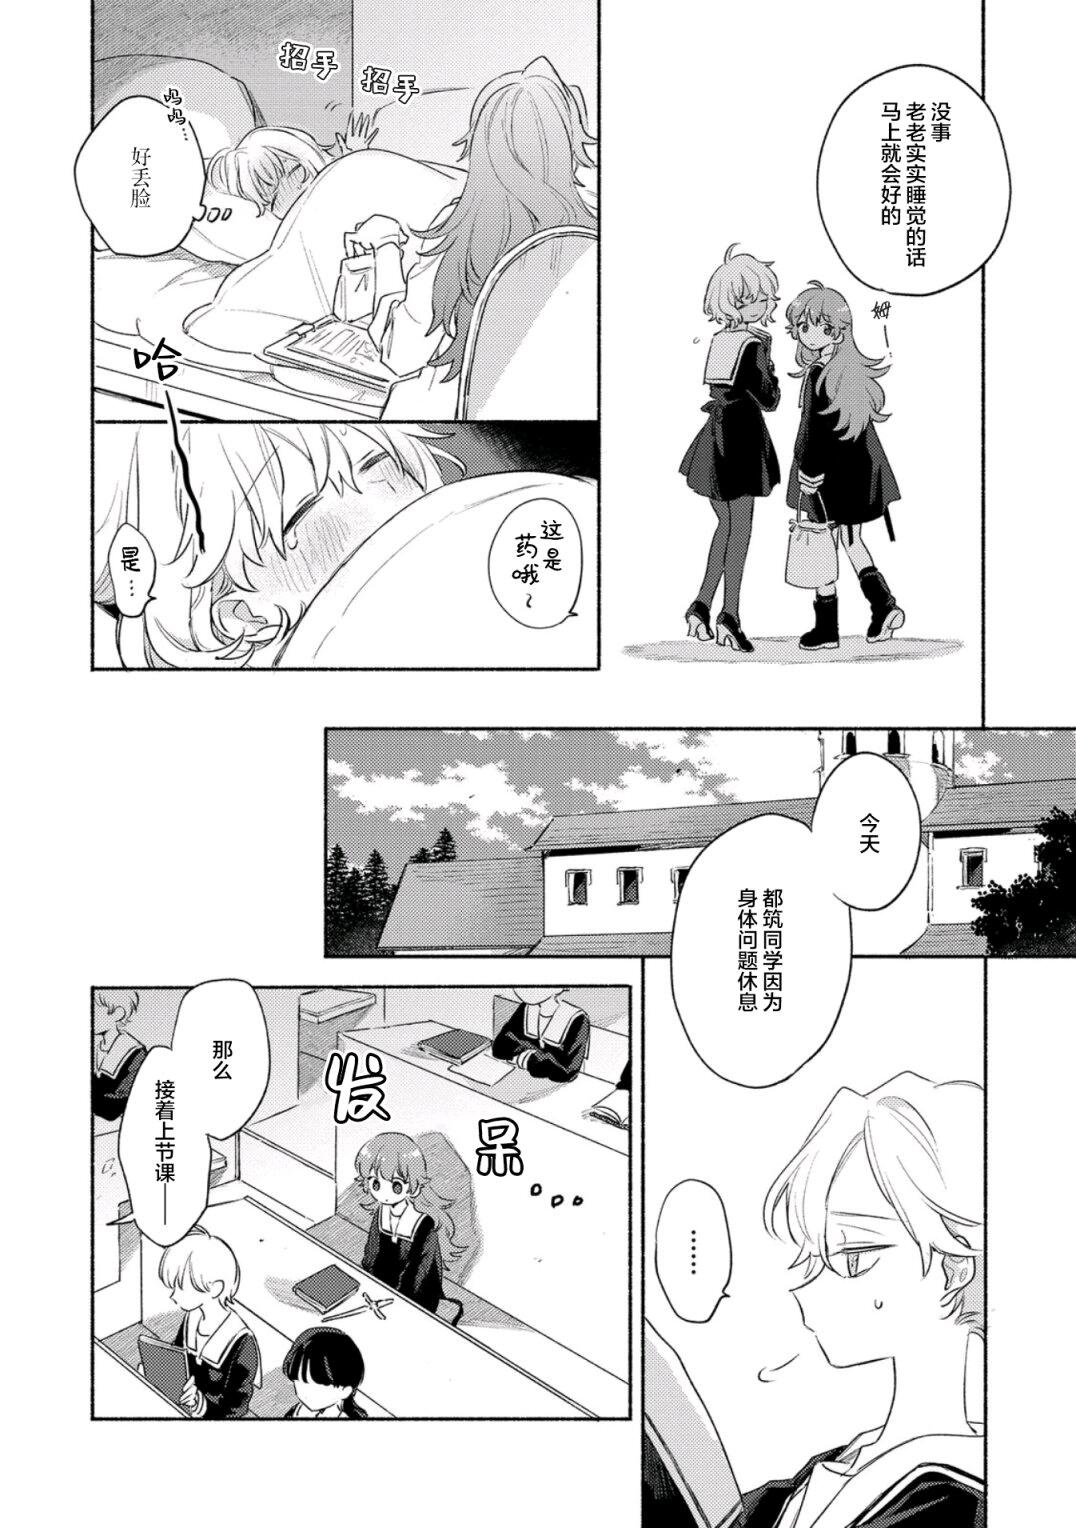 没事
老老实实睡觉的话
马上就会好的
姆
招手
招手
呜
呜…
好丢脸
这是
药哦~
哈
是…
今天
都筑同学因为
身体问题休息
………
那么
接着上节课——
发
呆